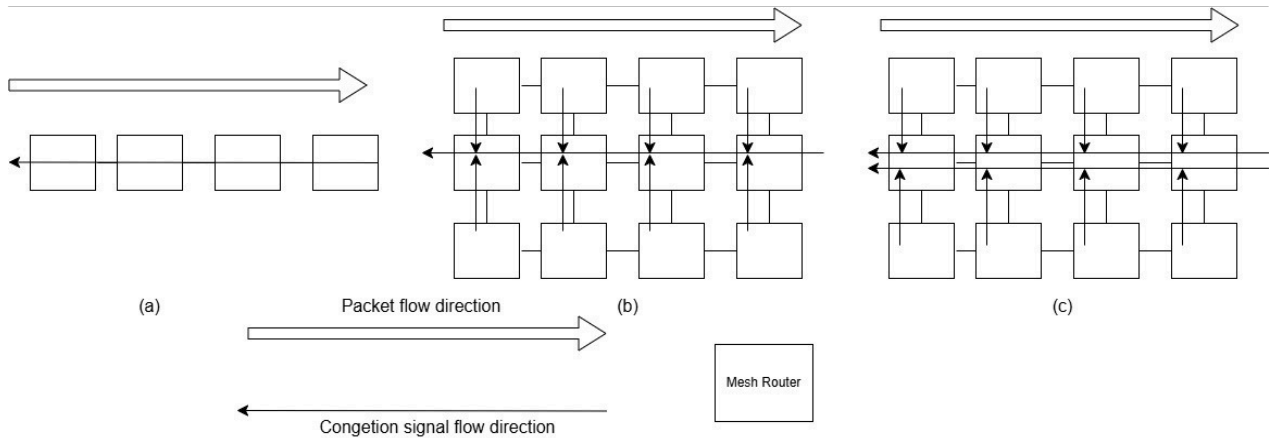 (a)
(b)
(c)
Packet flow direction
Mesh Router
Congetion signal flow direction